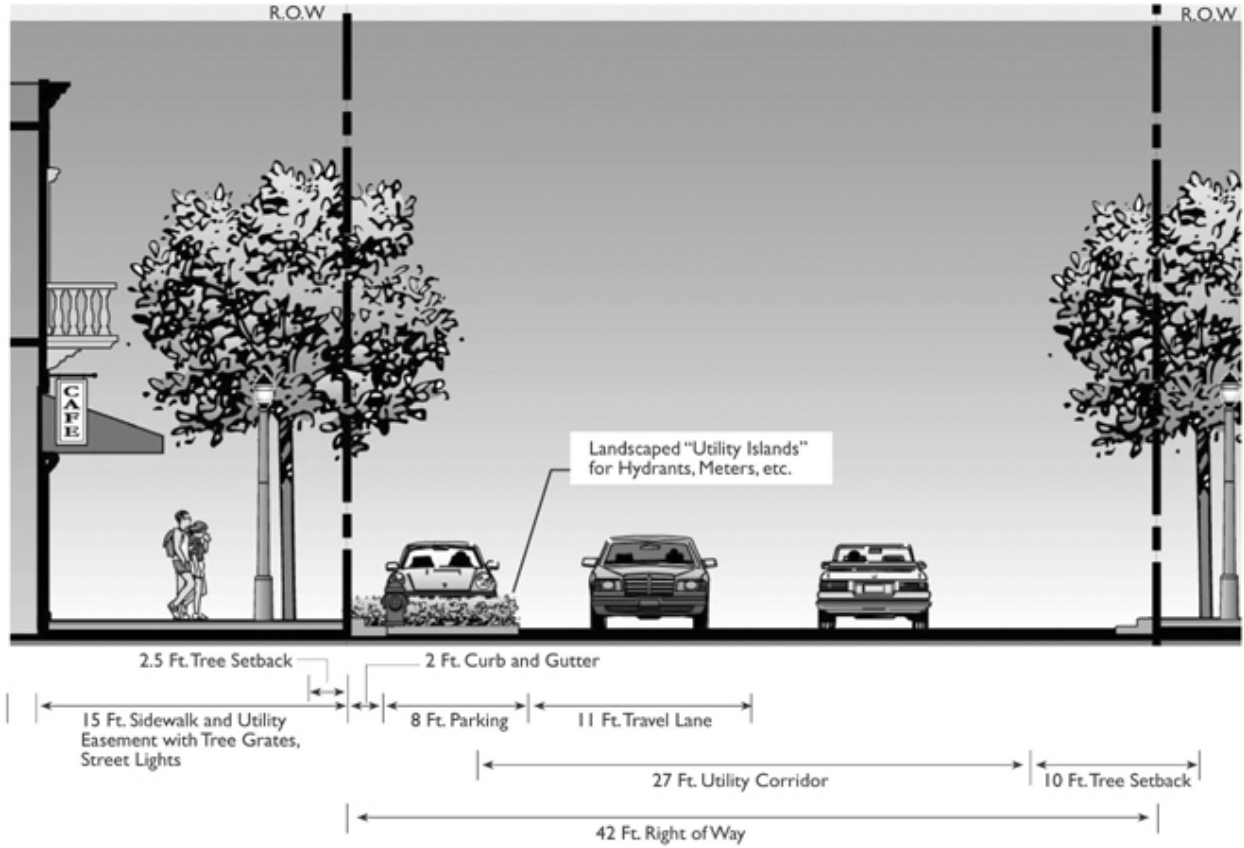 R.O.W
R.O.W
CAFE
Landscaped “Utility Islands”
for Hydrants, Meters, etc.
2.5 Ft. Tree Setback
2 Ft. Curb and Gutter
15 Ft. Sidewalk and Utility
Easement with Tree Grates,
Street Lights
8 Ft. Parking
11 Ft. Travel Lane
27 Ft. Utility Corridor
10 Ft. Tree Setback
42 Ft. Right of Way